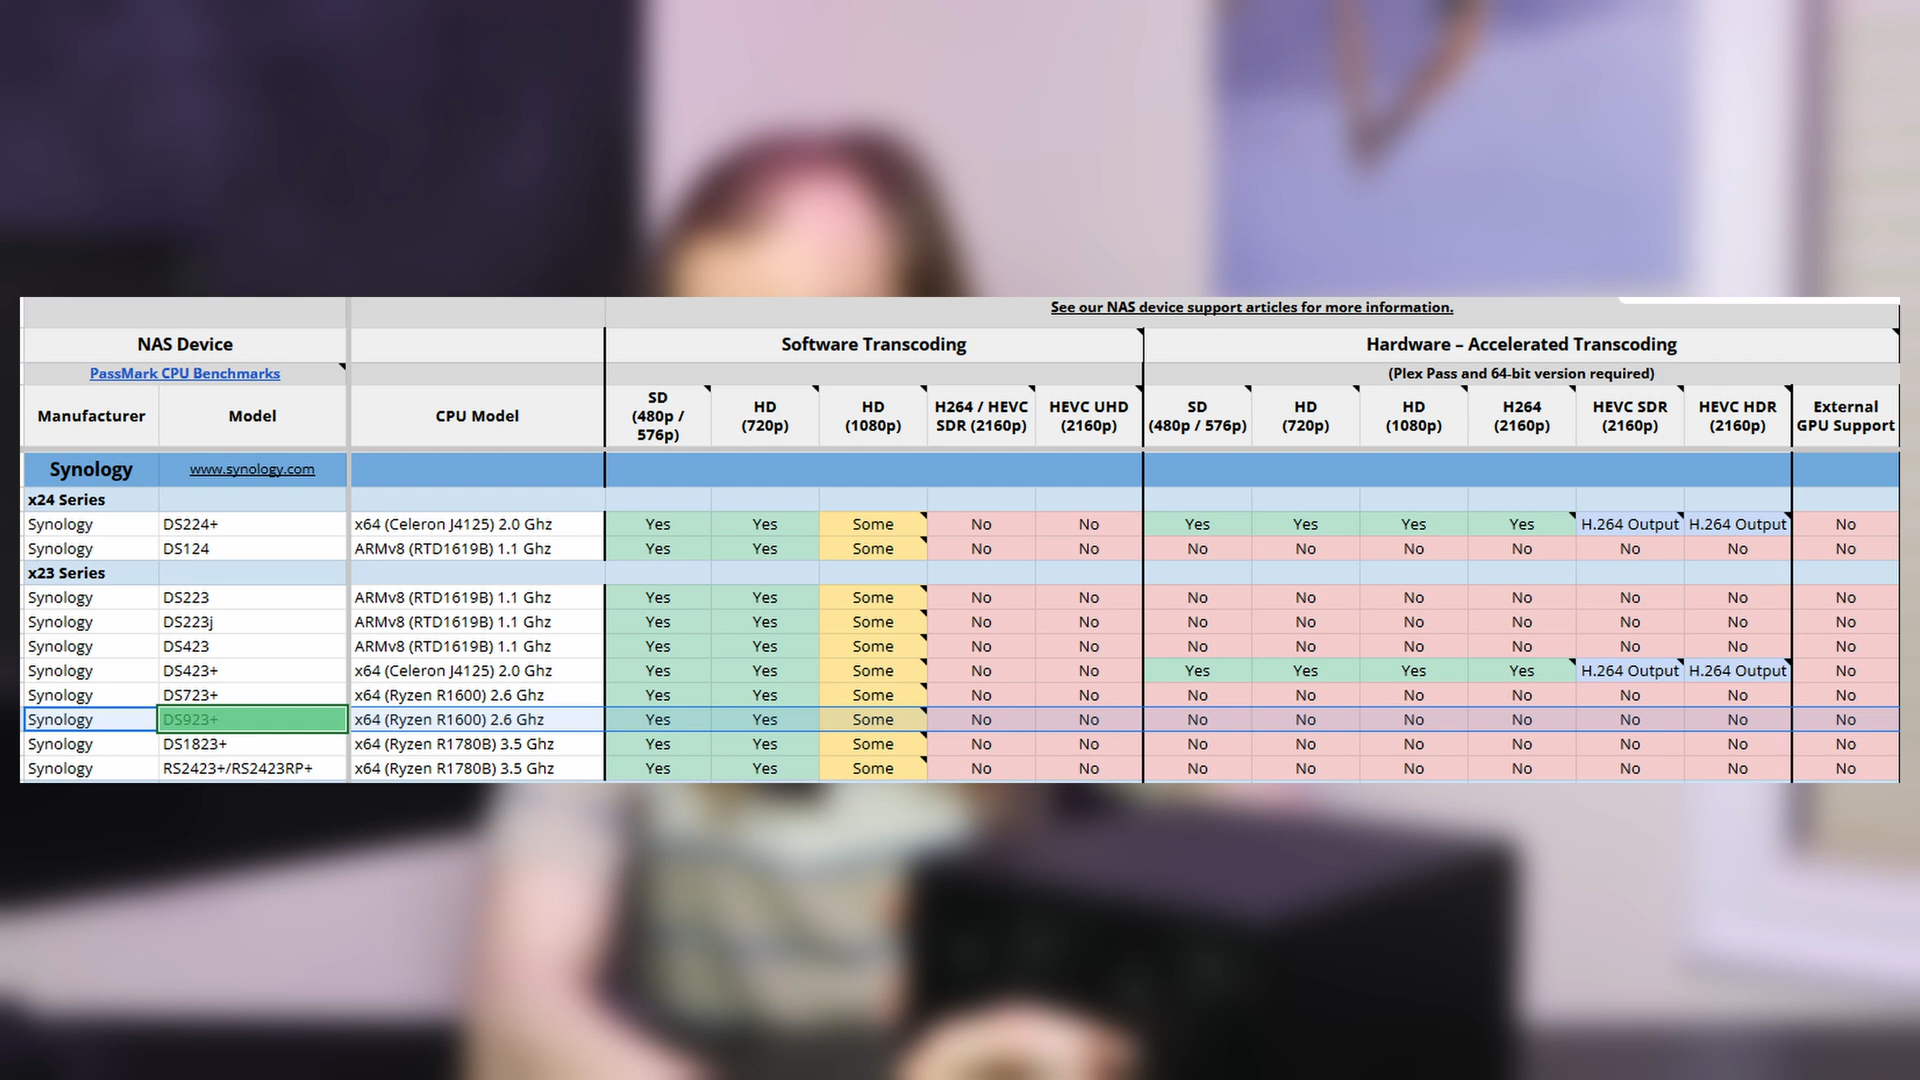 See our NAS device support articles for more information.
NAS Device Software Transcoding Hardware – Accelerated Transcoding
PassMark CPU Benchmarks (Plex Pass and 64-bit version required)
Manufacturer Model CPU Model SD (480p / 576p) HD (720p) HD (1080p) H264 / HEVC SDR (2160p) HEVC UHD (2160p) SD (480p / 576p) HD (720p) HD (1080p) H264 (2160p) HEVC SDR (2160p) HEVC HDR (2160p) External GPU Support
Synology www.synology.com
x24 Series
Synology DS224+ x64 (Celeron J4125) 2.0 Ghz Yes Yes Some No No Yes Yes Yes Yes H.264 Output H.264 Output No
Synology DS124 ARMv8 (RTD1619B) 1.1 Ghz Yes Yes Some No No No No No No No No No
x23 Series
Synology DS223 ARMv8 (RTD1619B) 1.1 Ghz Yes Yes Some No No No No No No No No No
Synology DS223j ARMv8 (RTD1619B) 1.1 Ghz Yes Yes Some No No No No No No No No No
Synology DS423 ARMv8 (RTD1619B) 1.1 Ghz Yes Yes Some No No No No No No No No No
Synology DS423+ x64 (Celeron J4125) 2.0 Ghz Yes Yes Some No No Yes Yes Yes Yes H.264 Output H.264 Output No
Synology DS723+ x64 (Ryzen R1600) 2.6 Ghz Yes Yes Some No No No No No No No No No
Synology DS923+ x64 (Ryzen R1600) 2.6 Ghz Yes Yes Some No No No No No No No No No
Synology DS1823+ x64 (Ryzen R1780B) 3.5 Ghz Yes Yes Some No No No No No No No No No
Synology RS2423+/RS2423RP+ x64 (Ryzen R1780B) 3.5 Ghz Yes Yes Some No No No No No No No No No